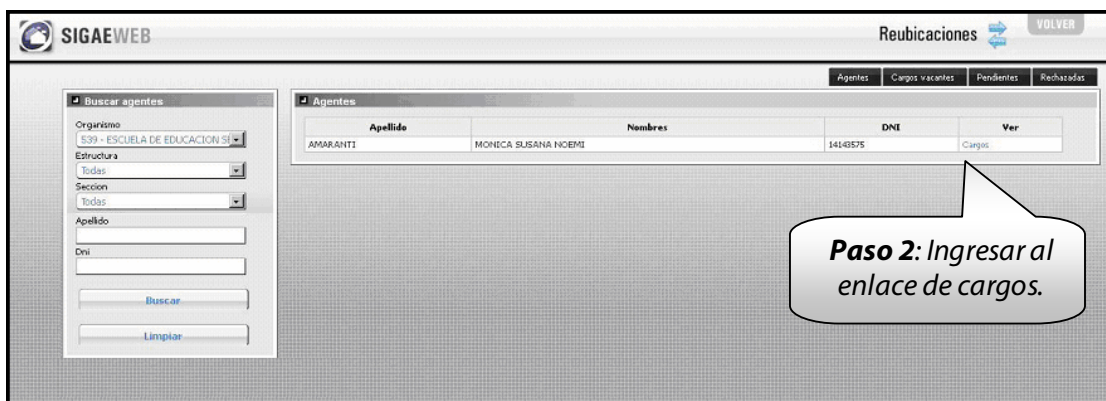 SIGAEWEB
Reubicaciones
VOLVER
Agentes Cargos vacantes Pendientes Rechazadas
Buscar agentes
Organismo
539 - ESCUELA DE EDUCACION SI
Estructura
Todas
Seccion
Todas
Apellido
Dni
Buscar
Limpiar
Agentes
Apellido Nombres DNI Ver
AMARANTI MONICA SUSANA NOEMI 14143575 Cargos
Paso 2: Ingresar al
enlace de cargos.